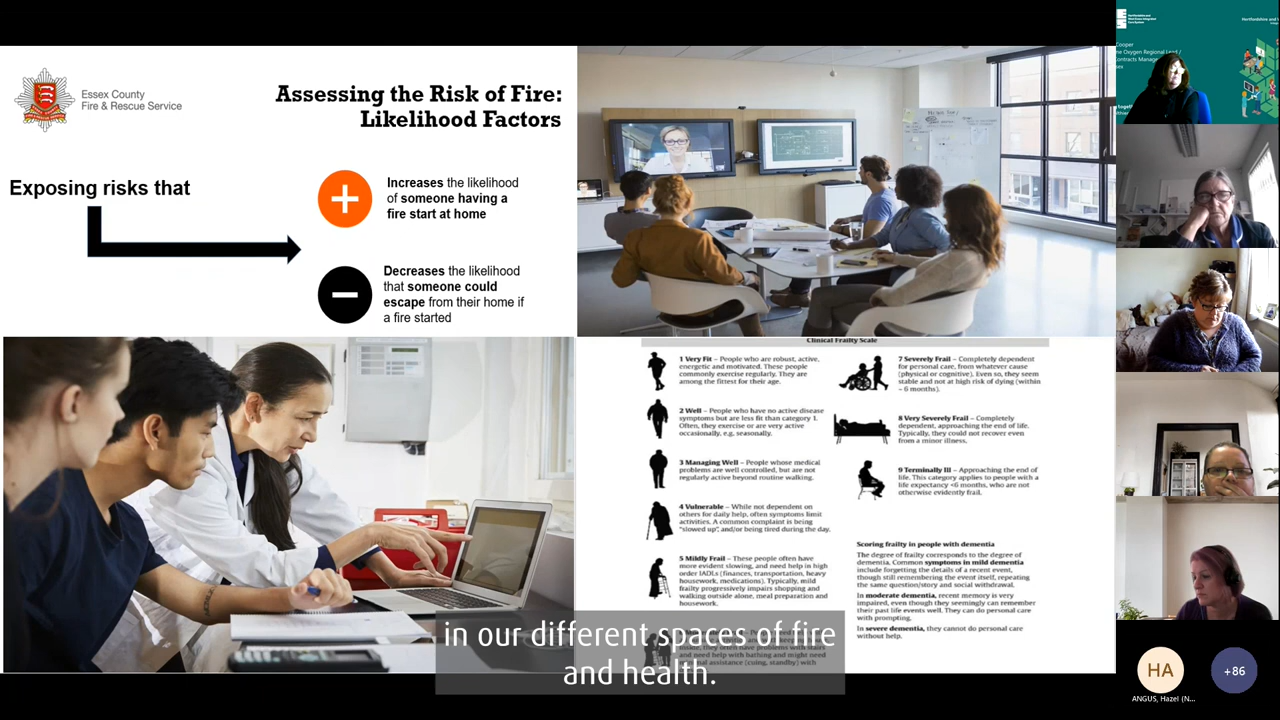 Essex County
Fire & Rescue Service
Assessing the Risk of Fire:
Likelihood Factors
Exposing risks that
Increases the likelihood
of someone having a
fire start at home
Decreases the likelihood
that someone could
escape from their home if
a fire started
Clinical Frailty Scale
1 Very Fit – People who are robust, active,
energetic and motivated. These people
commonly exercise regularly. They are
among the fittest for their age.
2 Well – People who have no active disease
symptoms but are less fit than category 1.
Often, they exercise or are very active
occasionally, e.g. seasonally.
3 Managing Well – People whose medical
problems are well controlled, but are not
regularly active beyond routine walking.
4 Vulnerable – While not dependent on
others for daily help, often symptoms limit
activities. A common complaint is being
"slowed up", and/or being tired during the day.
5 Mildly Frail – These people often have
more evident slowing, and need help in high
order IADLs (finances, transportation, heavy
housework, medications). Typically, mild
frailty progressively impairs shopping and
walking outside alone, meal preparation and
housework.
7 Severely Frail – Completely dependent
for personal care, from whatever cause
(physical or cognitive). Even so, they seem
stable and not at high risk of dying (within
~ 6 months).
8 Very Severely Frail – Completely
dependent, approaching the end of life.
Typically, they could not recover even
from a minor illness.
9 Terminally Ill – Approaching the end of
life. This category applies to people with a
life expectancy <6 months, who are not
otherwise evidently frail.
Scoring frailty in people with dementia
The degree of frailty corresponds to the degree of
dementia. Common symptoms in mild dementia
include forgetting the details of a recent event,
though still remembering the event itself, repeating
the same question/story and social withdrawal.
In moderate dementia, recent memory is very
impaired, even though they seemingly can remember
their past life events well. They can do personal care
with prompting.
In severe dementia, they cannot do personal care
without help.
in our different spaces of fire
and health.
Cooper
Oxygen Regional Lead /
HA
+86
ANGUS, Hazel (N...